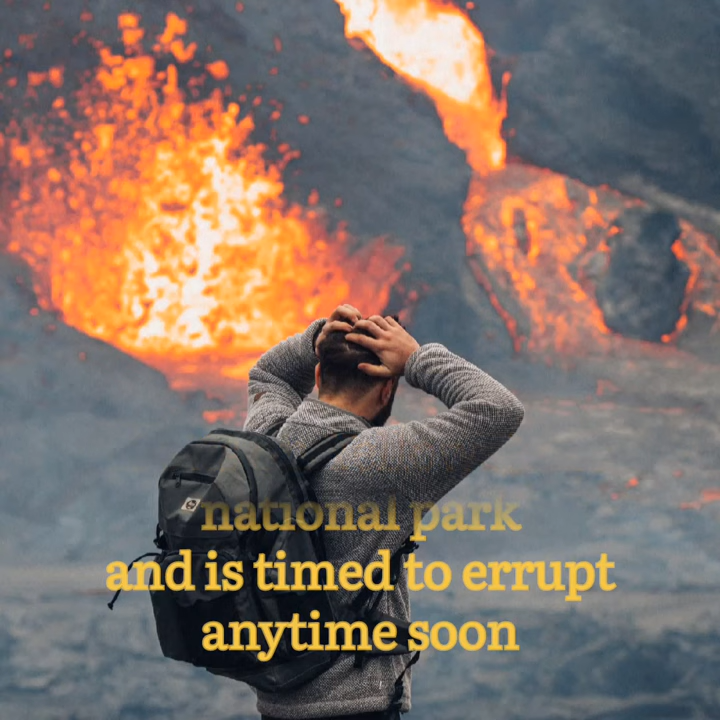 national park
and is timed to errupt
anytime soon